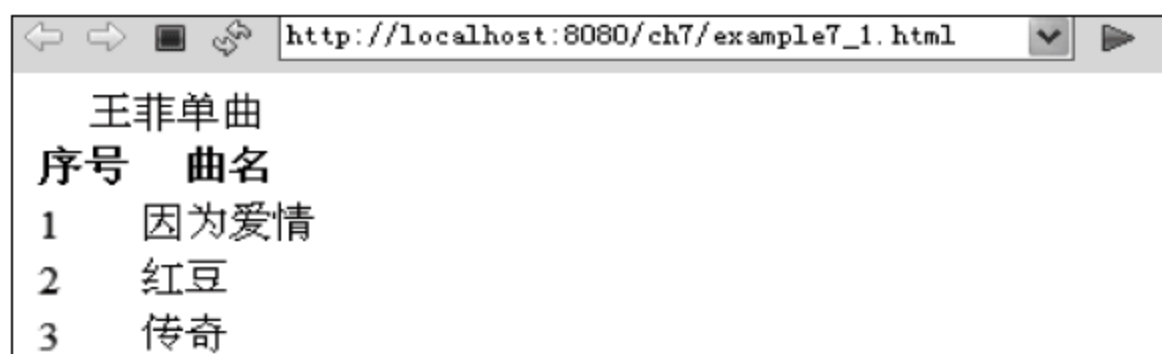 http://localhost:8080/ch7/example7_1.html
王菲单曲
序号 曲名
1 因为爱情
2 红豆
3 传奇